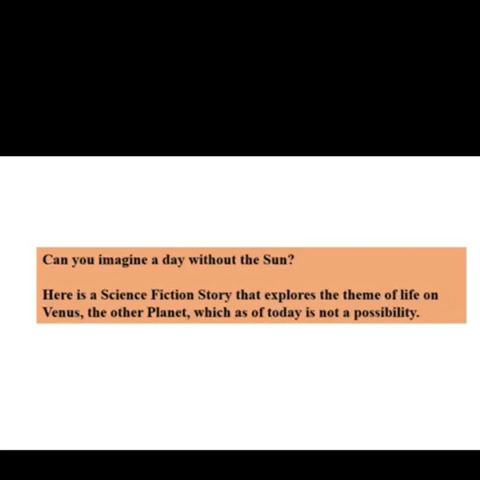 Can you imagine a day without the Sun?
Here is a Science Fiction Story that explores the theme of life on
Venus, the other Planet, which as of today is not a possibility.